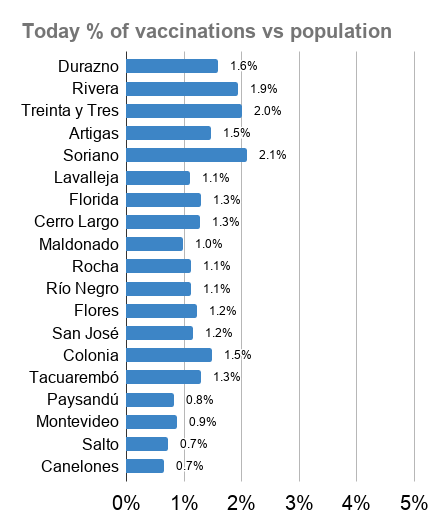 Today % of vaccinations vs population
Durazno 1.6%
Rivera 1.9%
Treinta y Tres 2.0%
Artigas 1.5%
Soriano 2.1%
Lavalleja 1.1%
Florida 1.3%
Cerro Largo 1.3%
Maldonado 1.0%
Rocha 1.1%
Río Negro 1.1%
Flores 1.2%
San José 1.2%
Colonia 1.5%
Tacuarembó 1.3%
Paysandú 0.8%
Montevideo 0.9%
Salto 0.7%
Canelones 0.7%
0% 1% 2% 3% 4% 5%